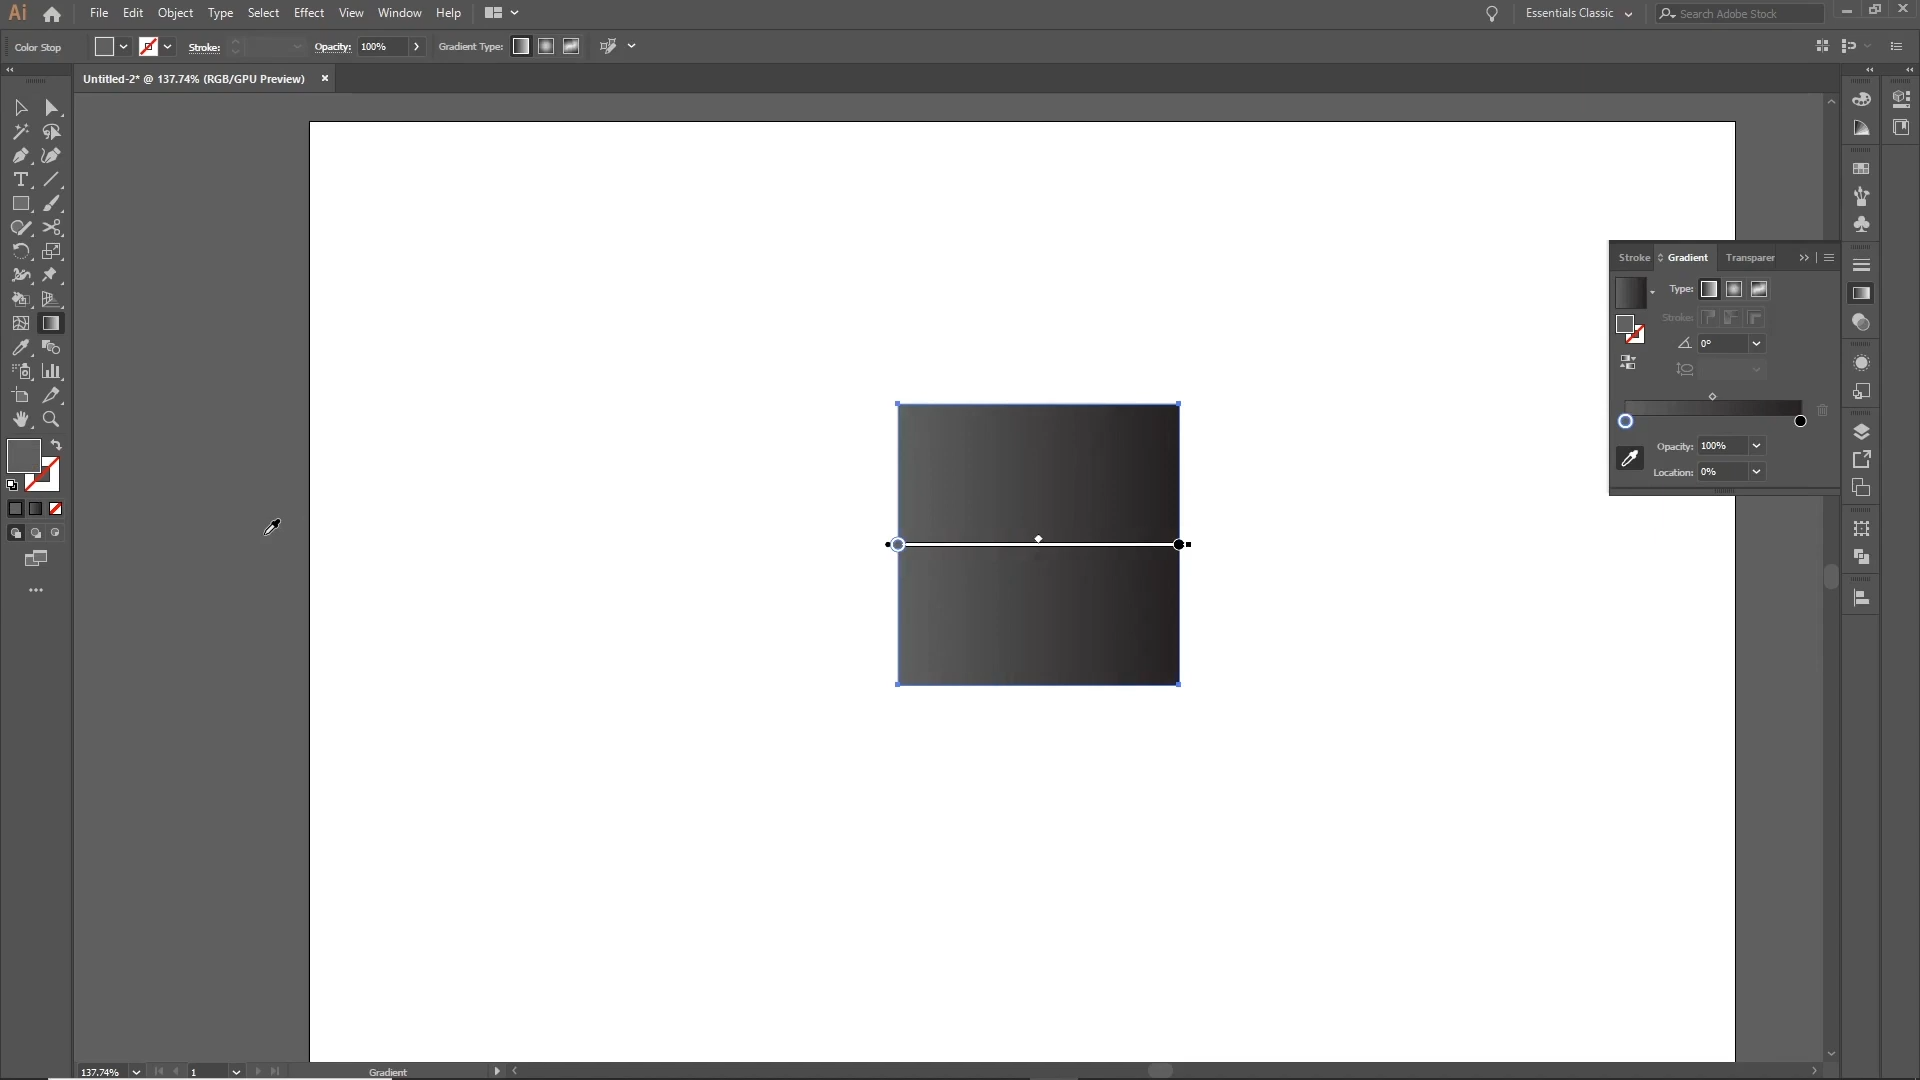 Ai File Edit Object Type Select Effect View Window Help Essentials Classic Search Adobe Stock
Color Stop Stroke: Opacity: 100% Gradient Type:
Untitled-2* @ 137.74% (RGB/GPU Preview)
Stroke Gradient Transparer
Type:
Stroke:
0°
Opacity: 100%
Location: 0%
137.74% 1 Gradient